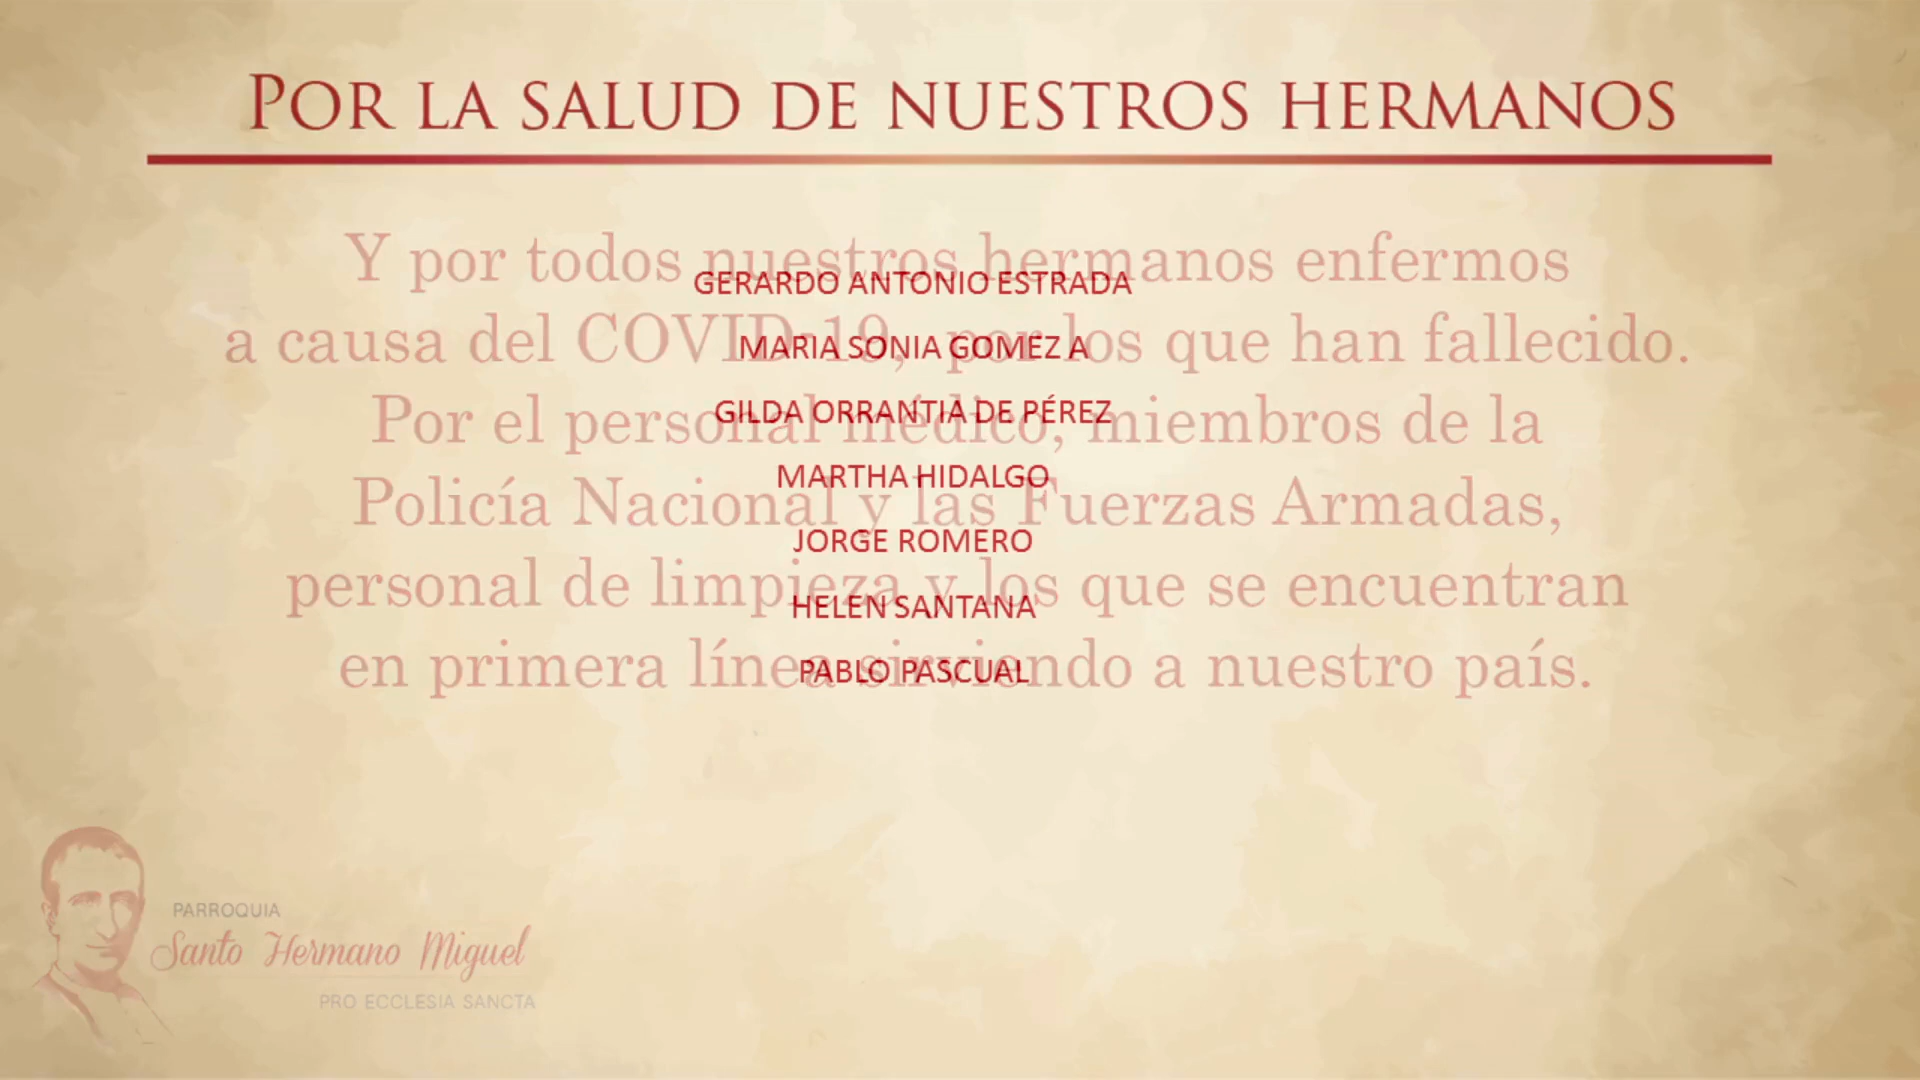 POR LA SALUD DE NUESTROS HERMANOS
Y por todos nuestros hermanos enfermos
GERARDO ANTONIO ESTRADA
a causa del COVID-19, por los que han fallecido.
MARIA SONIA GOMEZ A
Por el personal médico, miembros de la
GILDA ORRANTIA DE PÉREZ
MARTHA HIDALGO
Policía Nacional y las Fuerzas Armadas,
JORGE ROMERO
personal de limpieza y los que se encuentran
HELEN SANTANA
en primera línea sirviendo a nuestro país.
PABLO PASCUAL
PARROQUIA
Santo Hermano Miguel
PRO ECCLESIA SANCTA